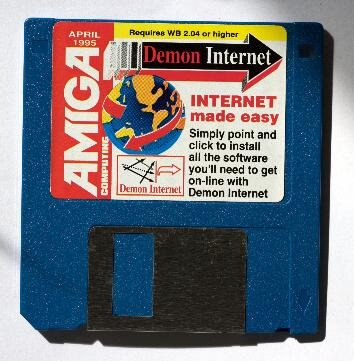 APRIL
1995
Requires WB 2.04 or higher
AMIGA
COMPUTING
Demon Internet
INTERNET
made easy
Simply point and
click to install
all the software
you'll need to get
on-line with
Demon Internet
Demon Internet